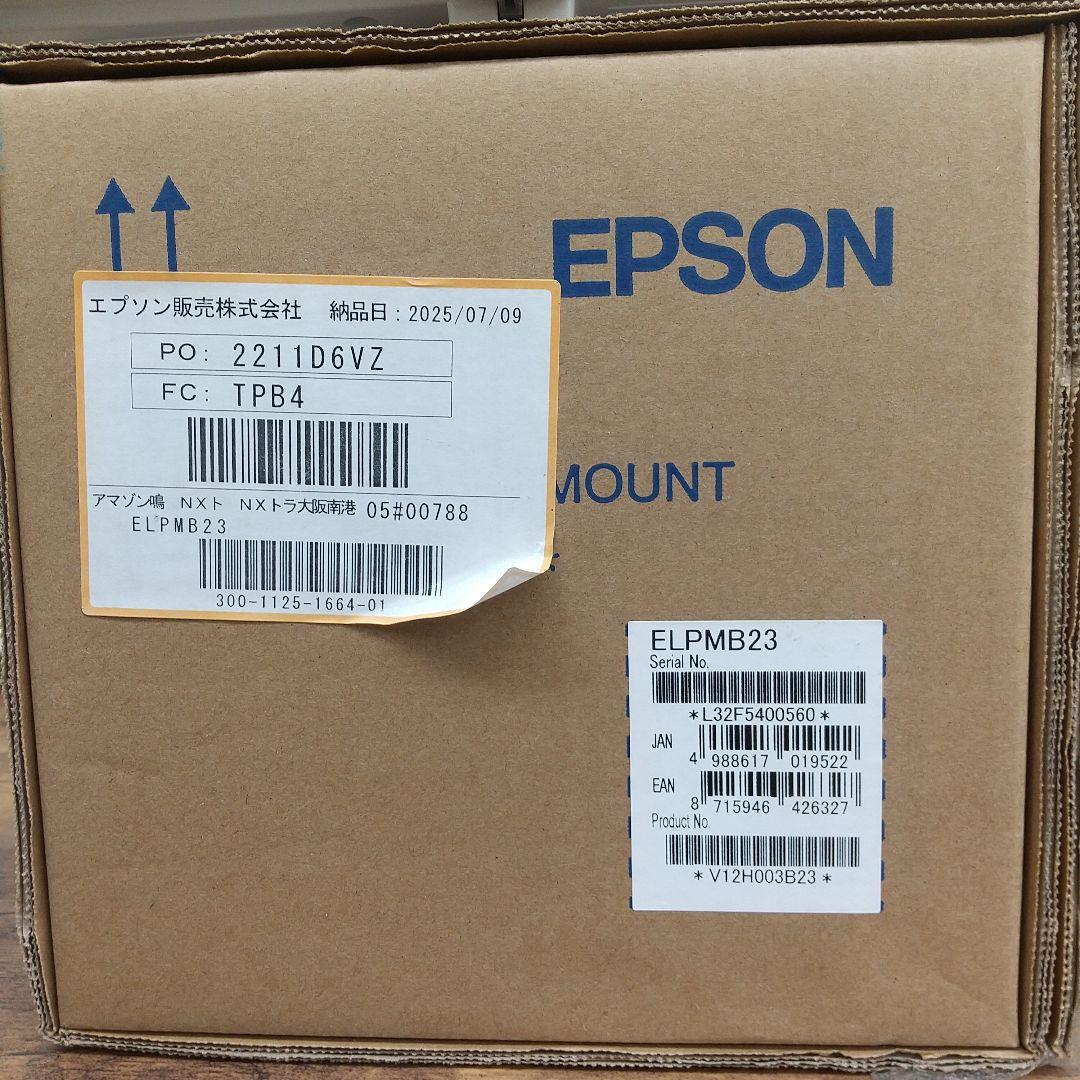 EPSON
エプソン販売株式会社 納品日:2025/07/09
PO: 2211D6VZ
FC: TPB4
MOUNT
アマゾン鳴 NXト NXトラ大阪南港 05#00788
ELPMB23
300-1125-1664-01
ELPMB23
Serial No.
*L32F5400560*
JAN 4 988617 019522
EAN 8 715946 426327
Product No.
*V12H003B23*